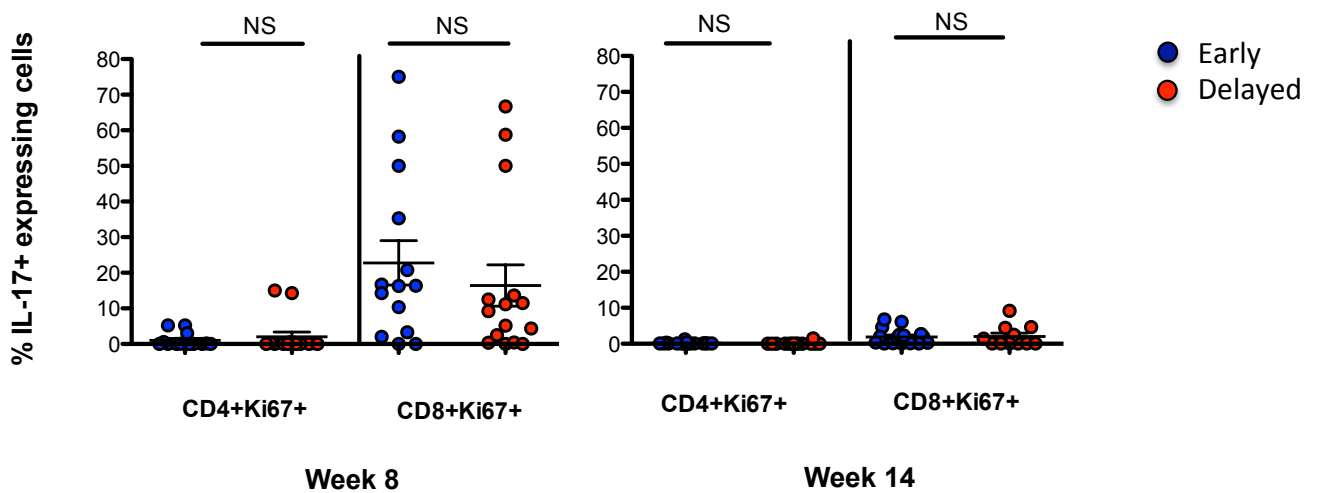 % IL-17+ expressing cells
NS
NS
NS
NS
80
70
60
50
40
30
20
10
0
80
70
60
50
40
30
20
10
0
CD4+Ki67+
CD8+Ki67+
CD4+Ki67+
CD8+Ki67+
Week 8
Week 14
Early
Delayed